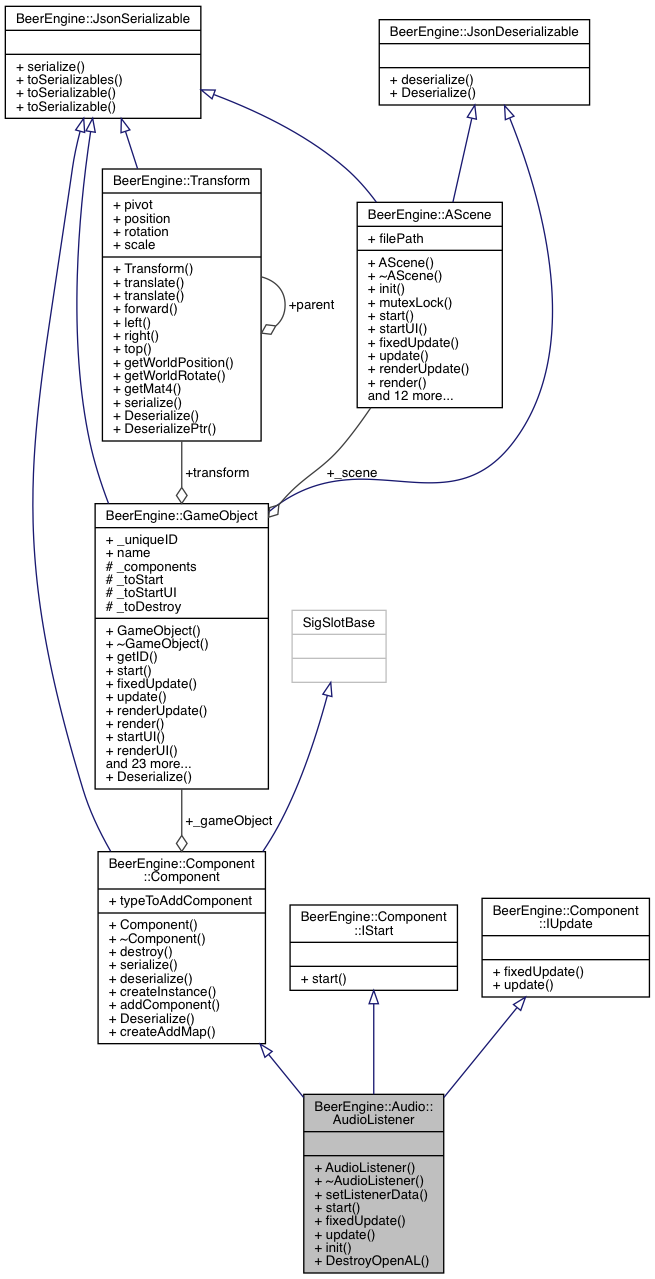 BeerEngine::JsonSerializable
+ serialize()
+ toSerializables()
+ toSerializable()
+ toSerializable()
BeerEngine::JsonDeserializable
+ deserialize()
+ Deserialize()
BeerEngine::Transform
+ pivot
+ position
+ rotation
+ scale
+ Transform()
+ translate()
+ translate()
+ forward()
+ left()
+ right()
+ top()
+ getWorldPosition()
+ getWorldRotate()
+ getMat4()
+ serialize()
+ Deserialize()
+ DeserializePtr()
+parent
BeerEngine::AScene
+ filePath
+ AScene()
+ ~AScene()
+ init()
+ mutexLock()
+ start()
+ startUI()
+ fixedUpdate()
+ update()
+ renderUpdate()
+ render()
and 12 more...
+transform
+_scene
BeerEngine::GameObject
+ _uniqueID
+ name
# _components
# _toStart
# _toStartUI
# _toDestroy
+ GameObject()
+ ~GameObject()
+ getID()
+ start()
+ fixedUpdate()
+ update()
+ renderUpdate()
+ render()
+ startUI()
+ renderUI()
and 23 more...
+ Deserialize()
SigSlotBase
+_gameObject
BeerEngine::Component
::Component
+ typeToAddComponent
+ Component()
+ ~Component()
+ destroy()
+ serialize()
+ deserialize()
+ createInstance()
+ addComponent()
+ Deserialize()
+ createAddMap()
BeerEngine::Component
::IStart
+ start()
BeerEngine::Component
::IUpdate
+ fixedUpdate()
+ update()
BeerEngine::Audio::
AudioListener
+ AudioListener()
+ ~AudioListener()
+ setListenerData()
+ start()
+ fixedUpdate()
+ update()
+ init()
+ DestroyOpenAL()